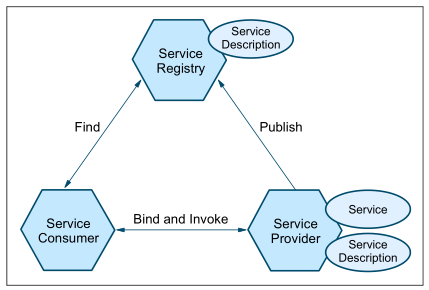 Service
Description
Service
Registry
Find
Publish
Service
Consumer
Bind and Invoke
Service
Provider
Service
Service
Description